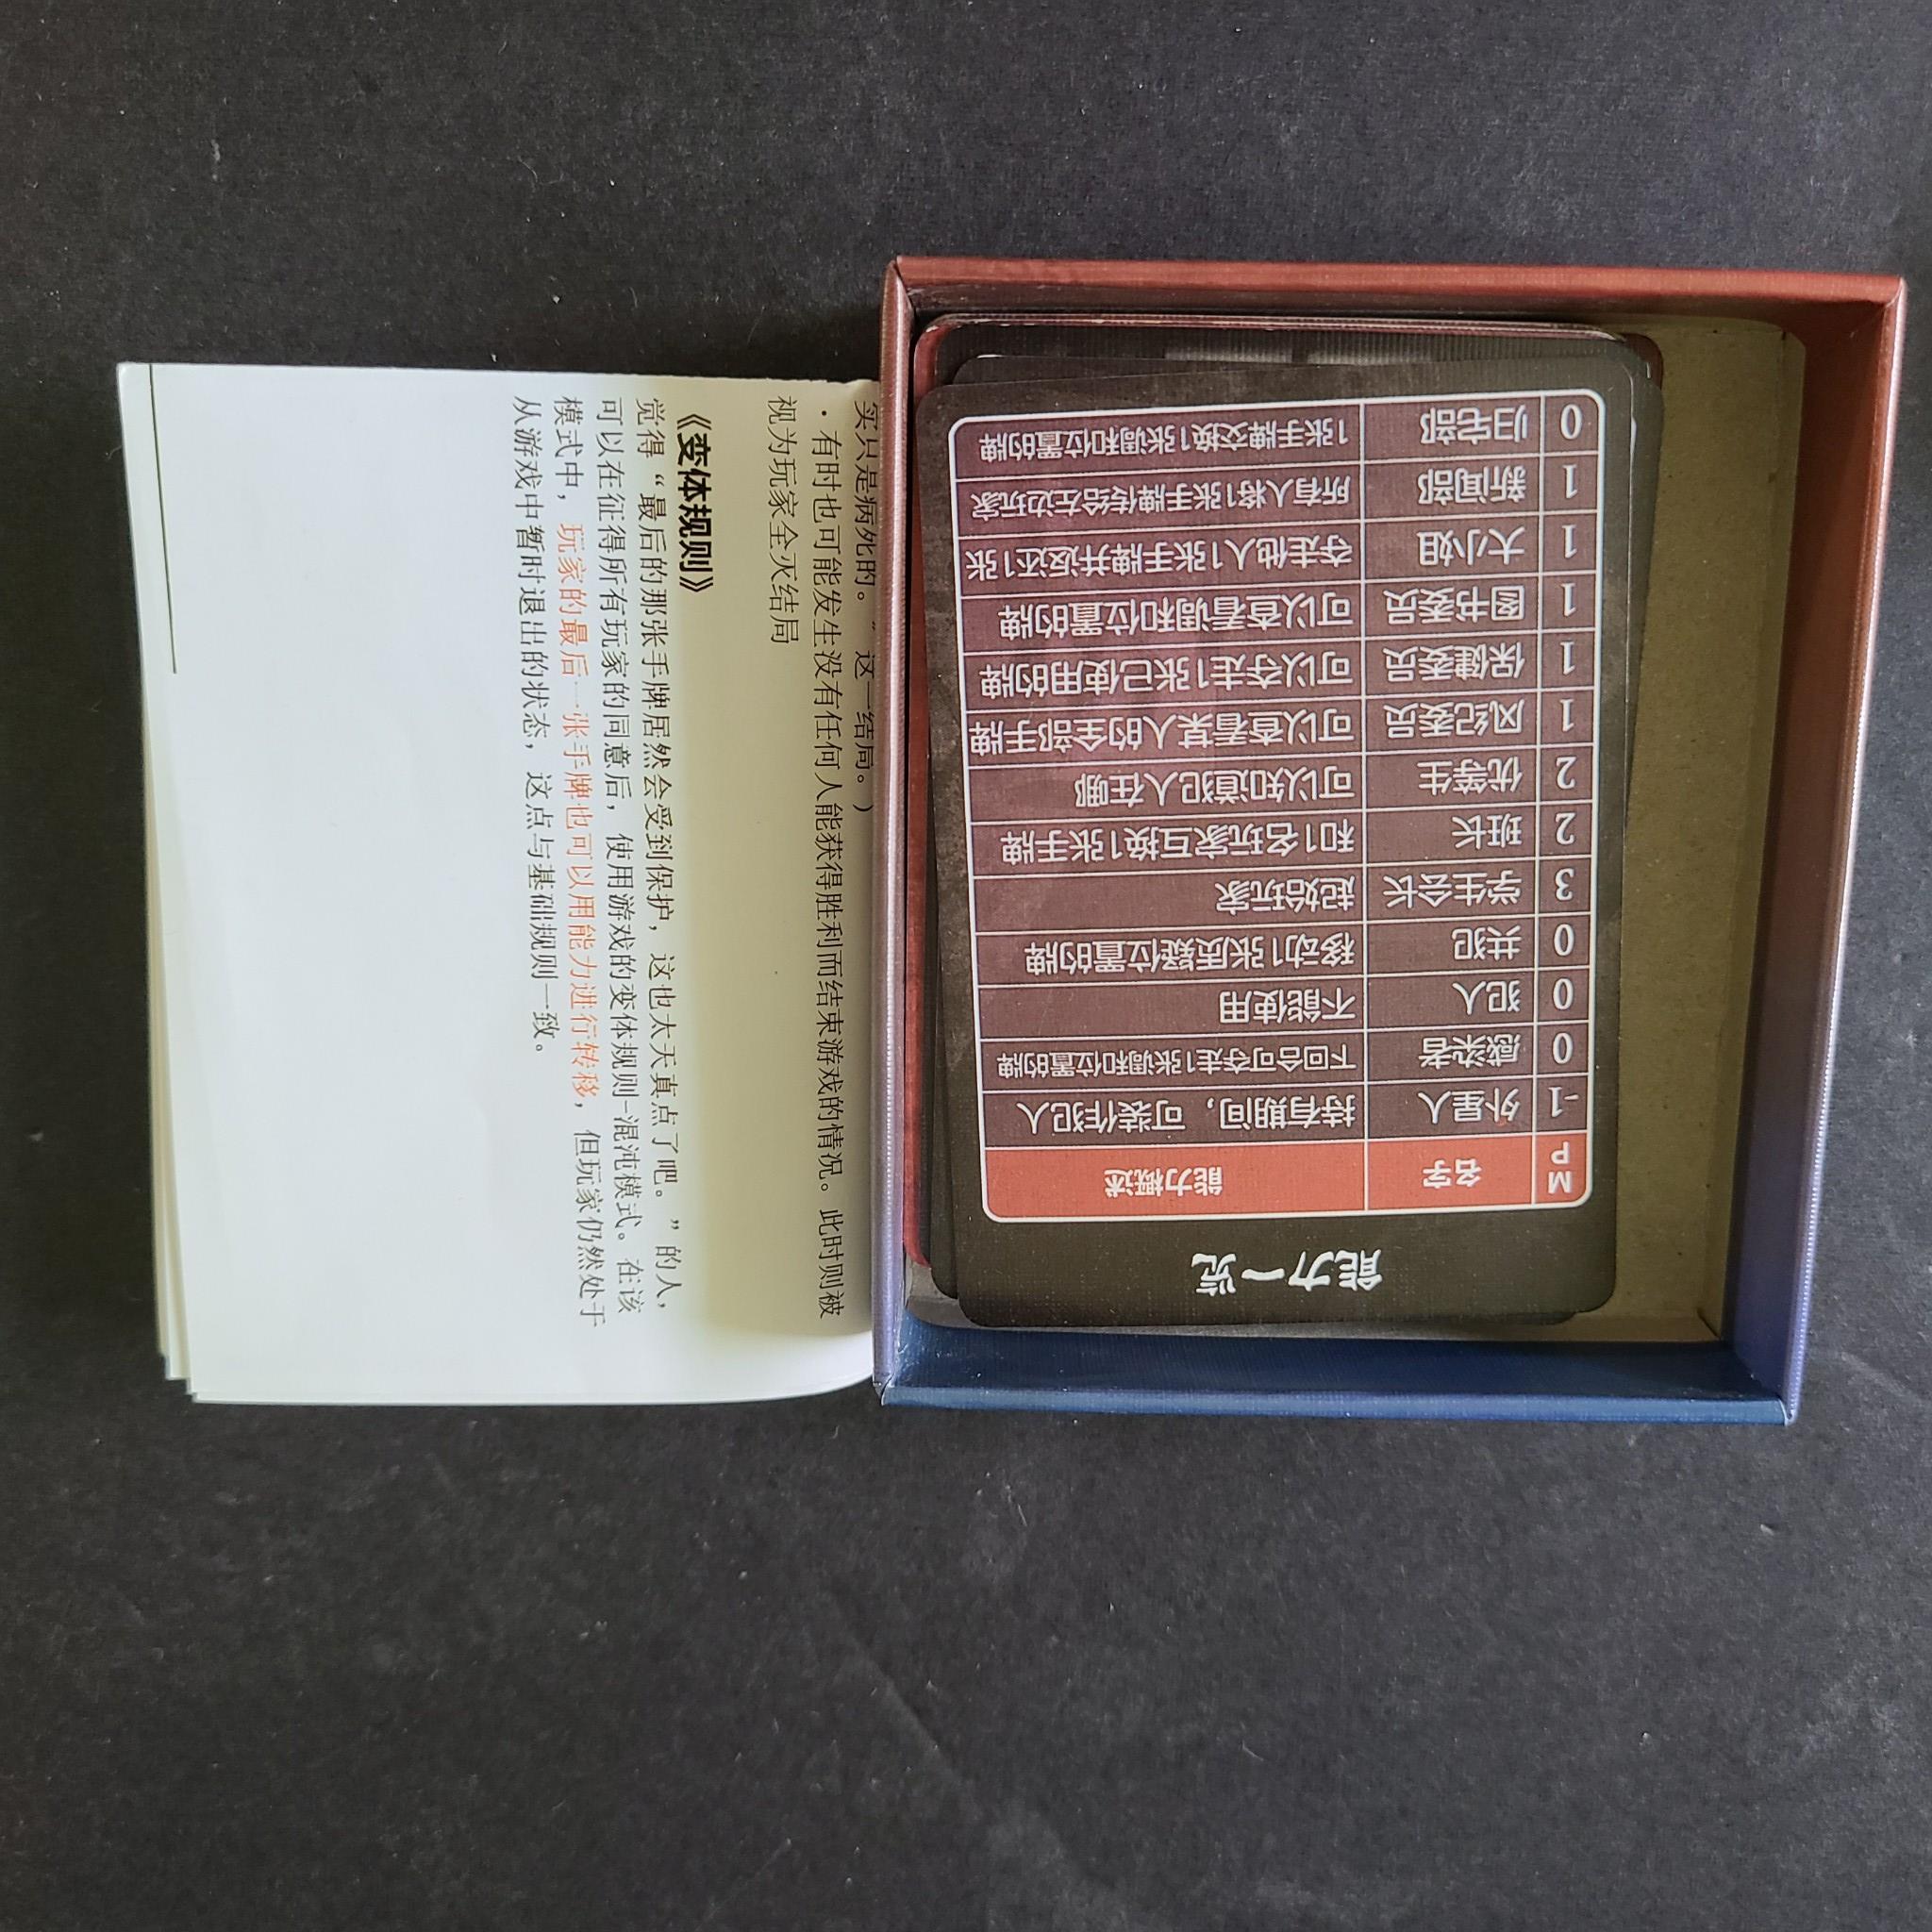 实只是病死的。”这一结局。）
·有时也可能发生没有任何人能获得胜利而结束游戏的情况。此时则被
视为玩家全灭结局
《变体规则》
觉得“最后的那张手牌居然会受到保护，这也太天真点了吧。”的人，
可以在征得所有玩家的同意后，使用游戏的变体规则-混沌模式。在该
模式中，玩家的最后一张手牌也可以用能力进行转移，但玩家仍然处于
从游戏中暂时退出的状态，这点与基础规则一致。
能力一览
MP 名字 能力概述
-1 外星人 持有期间，可装作犯人
0 感染者 下回合可夺走1张调和位置的牌
0 犯人 不能使用
0 共犯 移动1张质疑位置的牌
3 学生会长 起始玩家
2 班长 和1名玩家互换1张手牌
2 优等生 可以知道犯人在哪
1 风纪委员 可以查看某人的全部手牌
1 保健委员 可以夺走1张已使用的牌
1 图书委员 可以查看调和位置的牌
1 大小姐 夺走他人1张手牌并返还1张
1 新闻部 所有人将1张手牌传给左边玩家
0 归宅部 1张手牌交换1张调和位置的牌